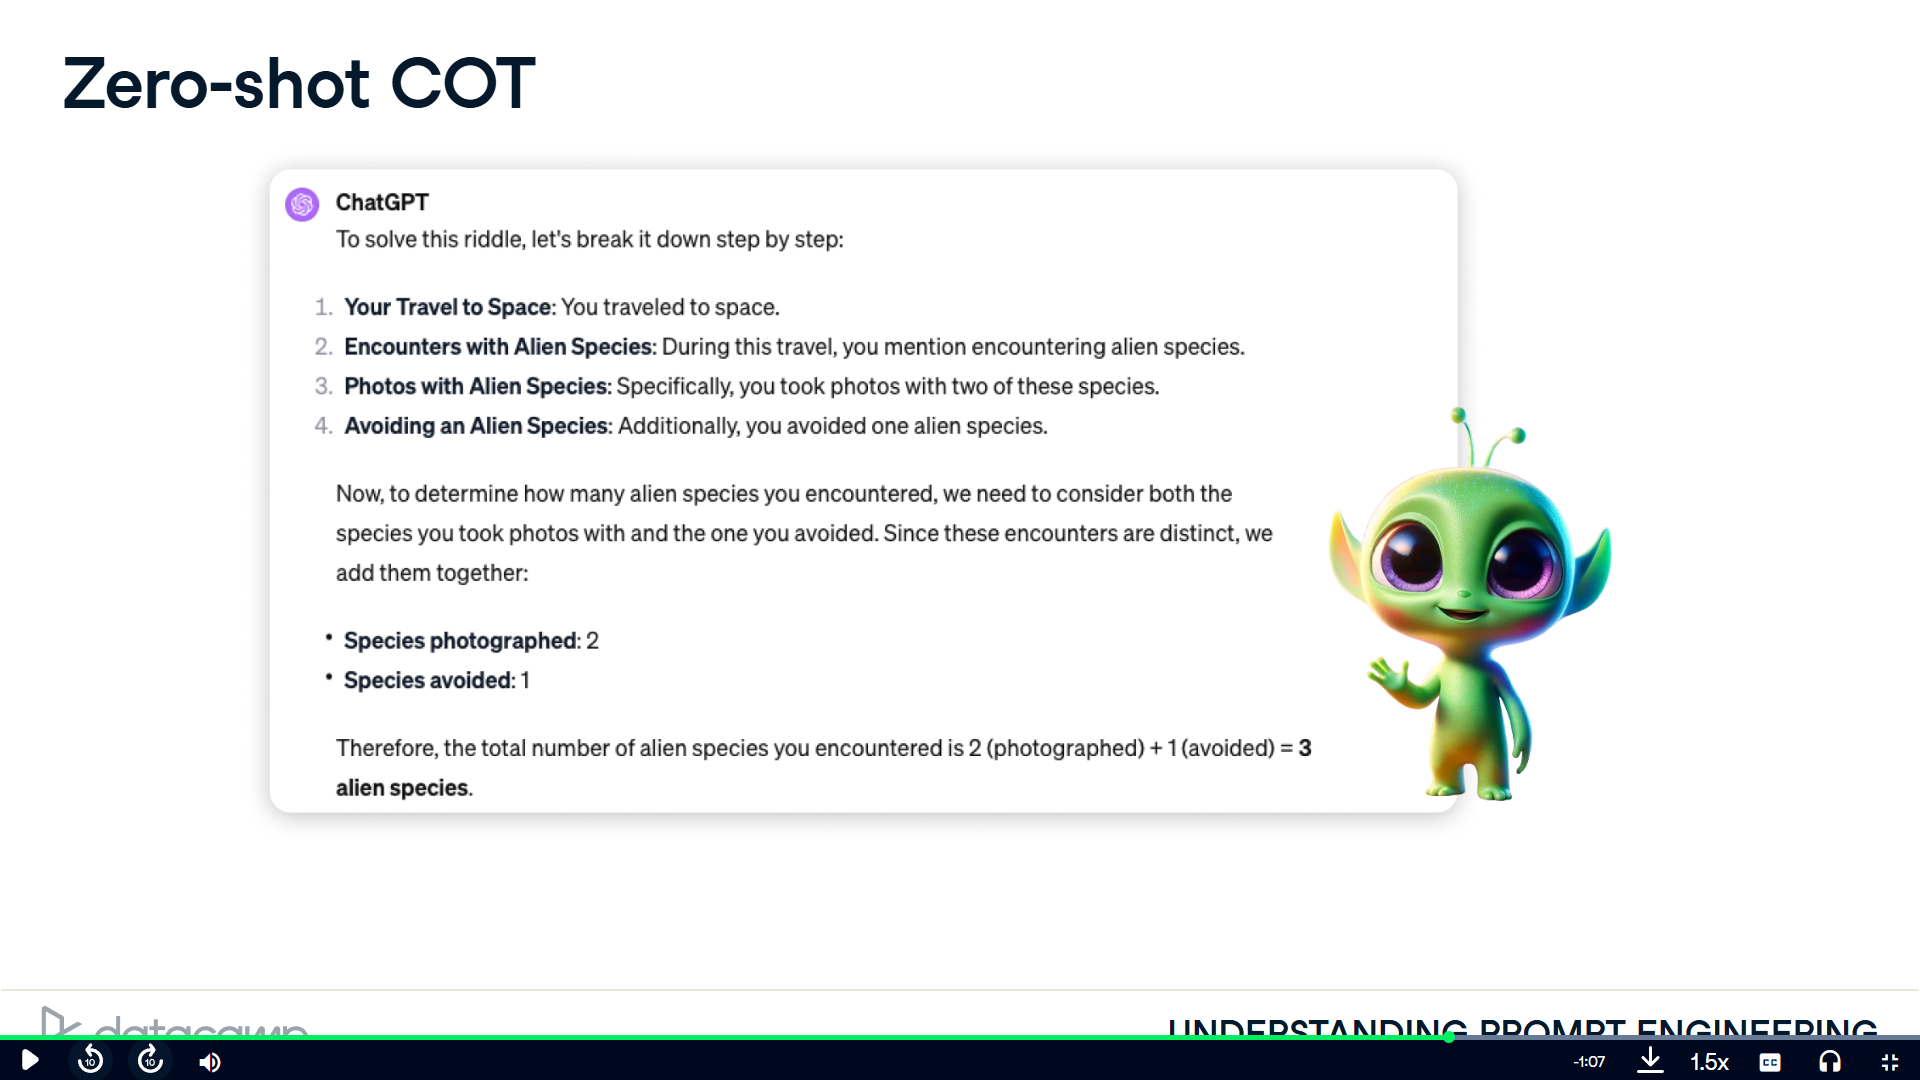 Zero-shot COT
ChatGPT
To solve this riddle, let's break it down step by step:
1. Your Travel to Space: You traveled to space.
2. Encounters with Alien Species: During this travel, you mention encountering alien species.
3. Photos with Alien Species: Specifically, you took photos with two of these species.
4. Avoiding an Alien Species: Additionally, you avoided one alien species.
Now, to determine how many alien species you encountered, we need to consider both the
species you took photos with and the one you avoided. Since these encounters are distinct, we
add them together:
• Species photographed: 2
• Species avoided: 1
Therefore, the total number of alien species you encountered is 2 (photographed) + 1 (avoided) = 3
alien species.
datacamp
UNDERSTANDING PROMPT ENGINEERING
10
10
-1:07
1.5x
CC